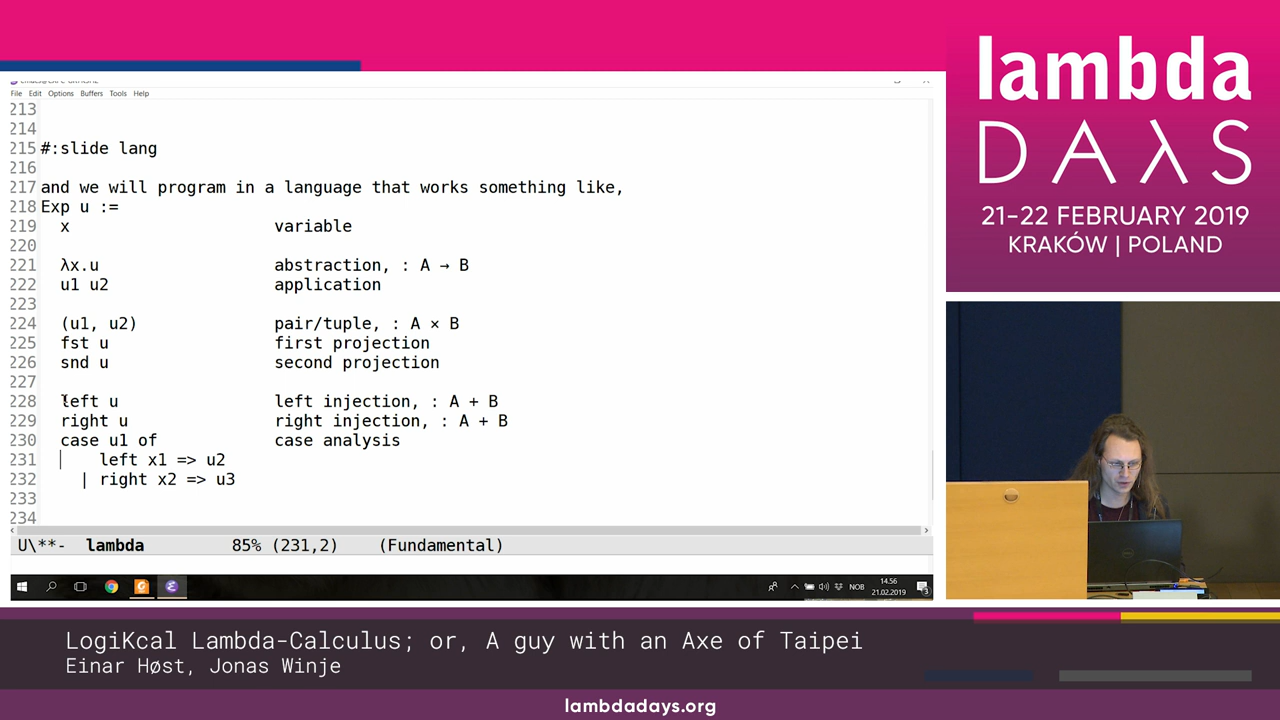 File Edit Options Buffers Tools Help
213
214
215 #:slide lang
216
217 and we will program in a language that works something like,
218 Exp u :=
219 x variable
220
221 λx.u abstraction, : A → B
222 u1 u2 application
223
224 (u1, u2) pair/tuple, : A × B
225 fst u first projection
226 snd u second projection
227
228 left u left injection, : A + B
229 right u right injection, : A + B
230 case u1 of case analysis
231 left x1 => u2
232 | right x2 => u3
233
234
U\**- lambda 85% (231,2) (Fundamental)
NOB
14.56
21.02.2019
lambda
DAλS
21-22 FEBRUARY 2019
KRAKÓW | POLAND
LogiKcal Lambda-Calculus; or, A guy with an Axe of Taipei
Einar Høst, Jonas Winje
lambdadays.org